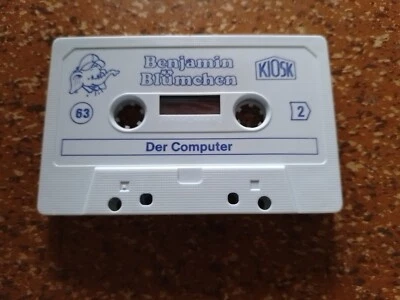 Benjamin
Blümchen
KIOSK
63
2
Der Computer